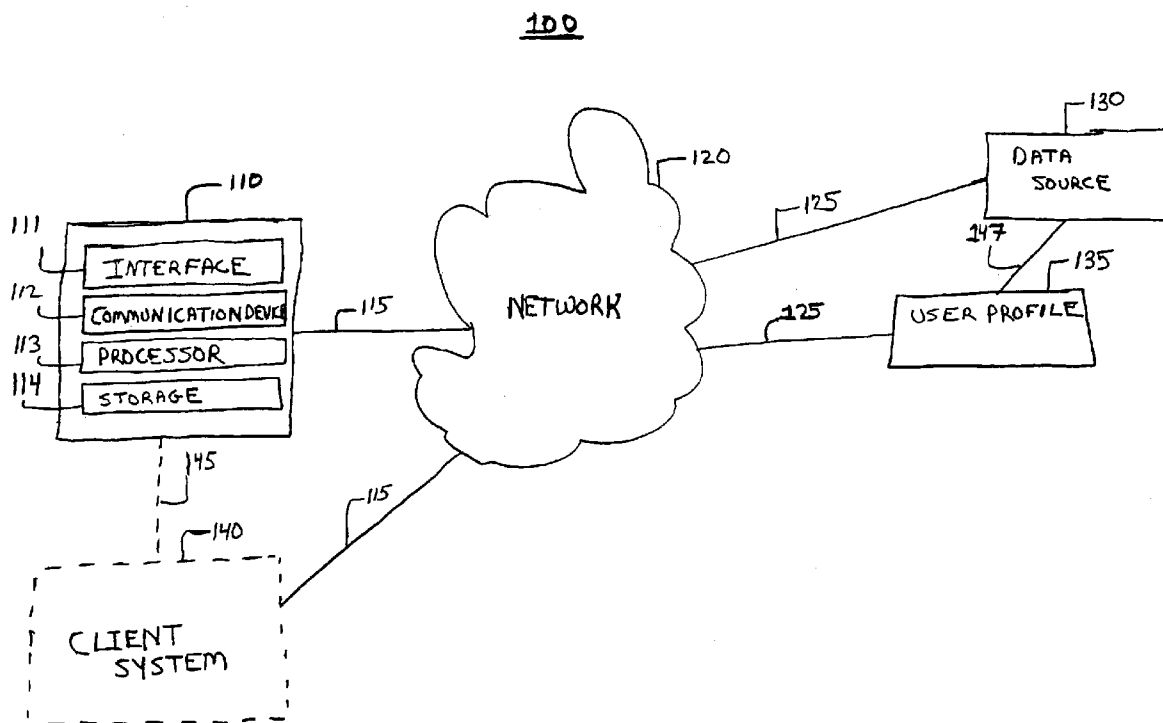 100
110
111
INTERFACE
112
COMMUNICATION DEVICE
113
PROCESSOR
114
STORAGE
115
120
NETWORK
125
130
DATA
SOURCE
147
135
USER PROFILE
125
145
140
115
CLIENT
SYSTEM